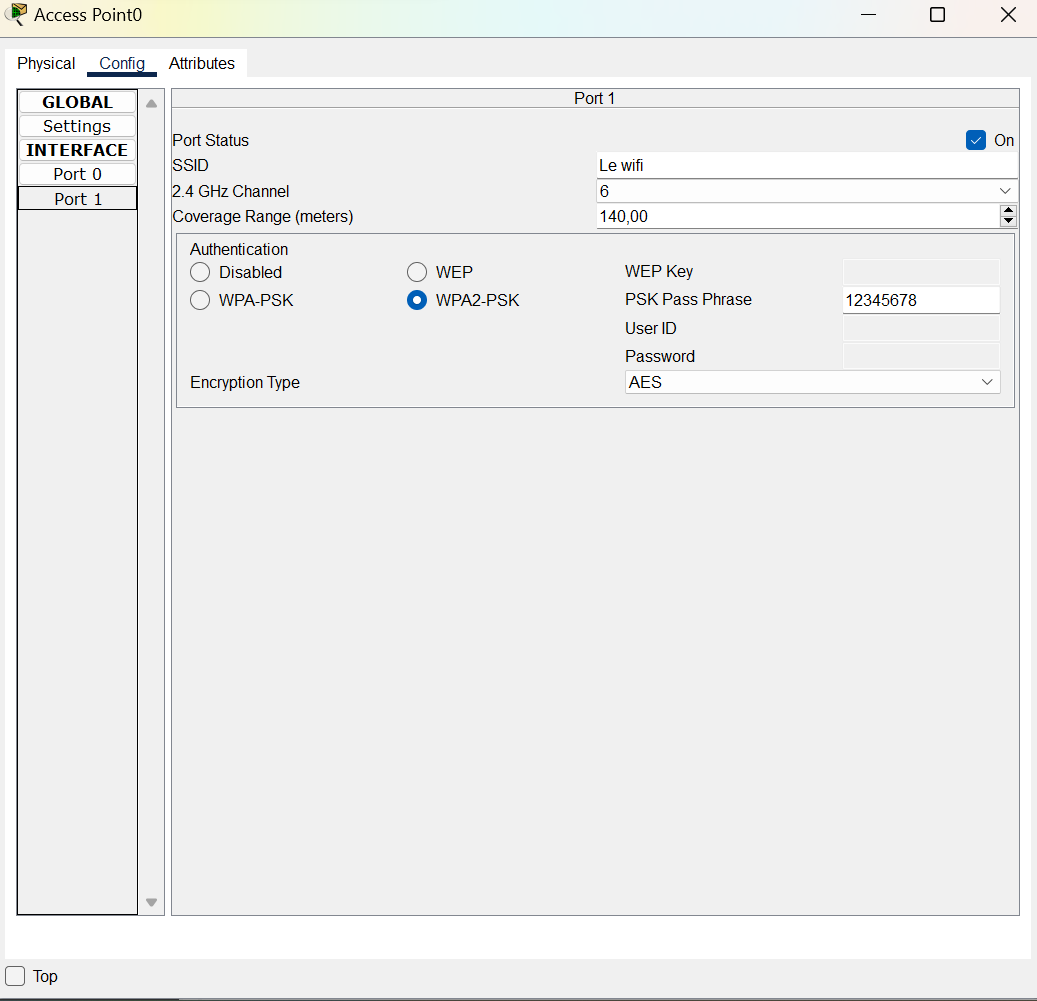 Access Point0
Physical Config Attributes
GLOBAL
Settings
INTERFACE
Port 0
Port 1
Port 1
Port Status On
SSID Le wifi
2.4 GHz Channel 6
Coverage Range (meters) 140,00
Authentication
Disabled WEP WEP Key
WPA-PSK WPA2-PSK PSK Pass Phrase 12345678
User ID
Password
Encryption Type AES
Top